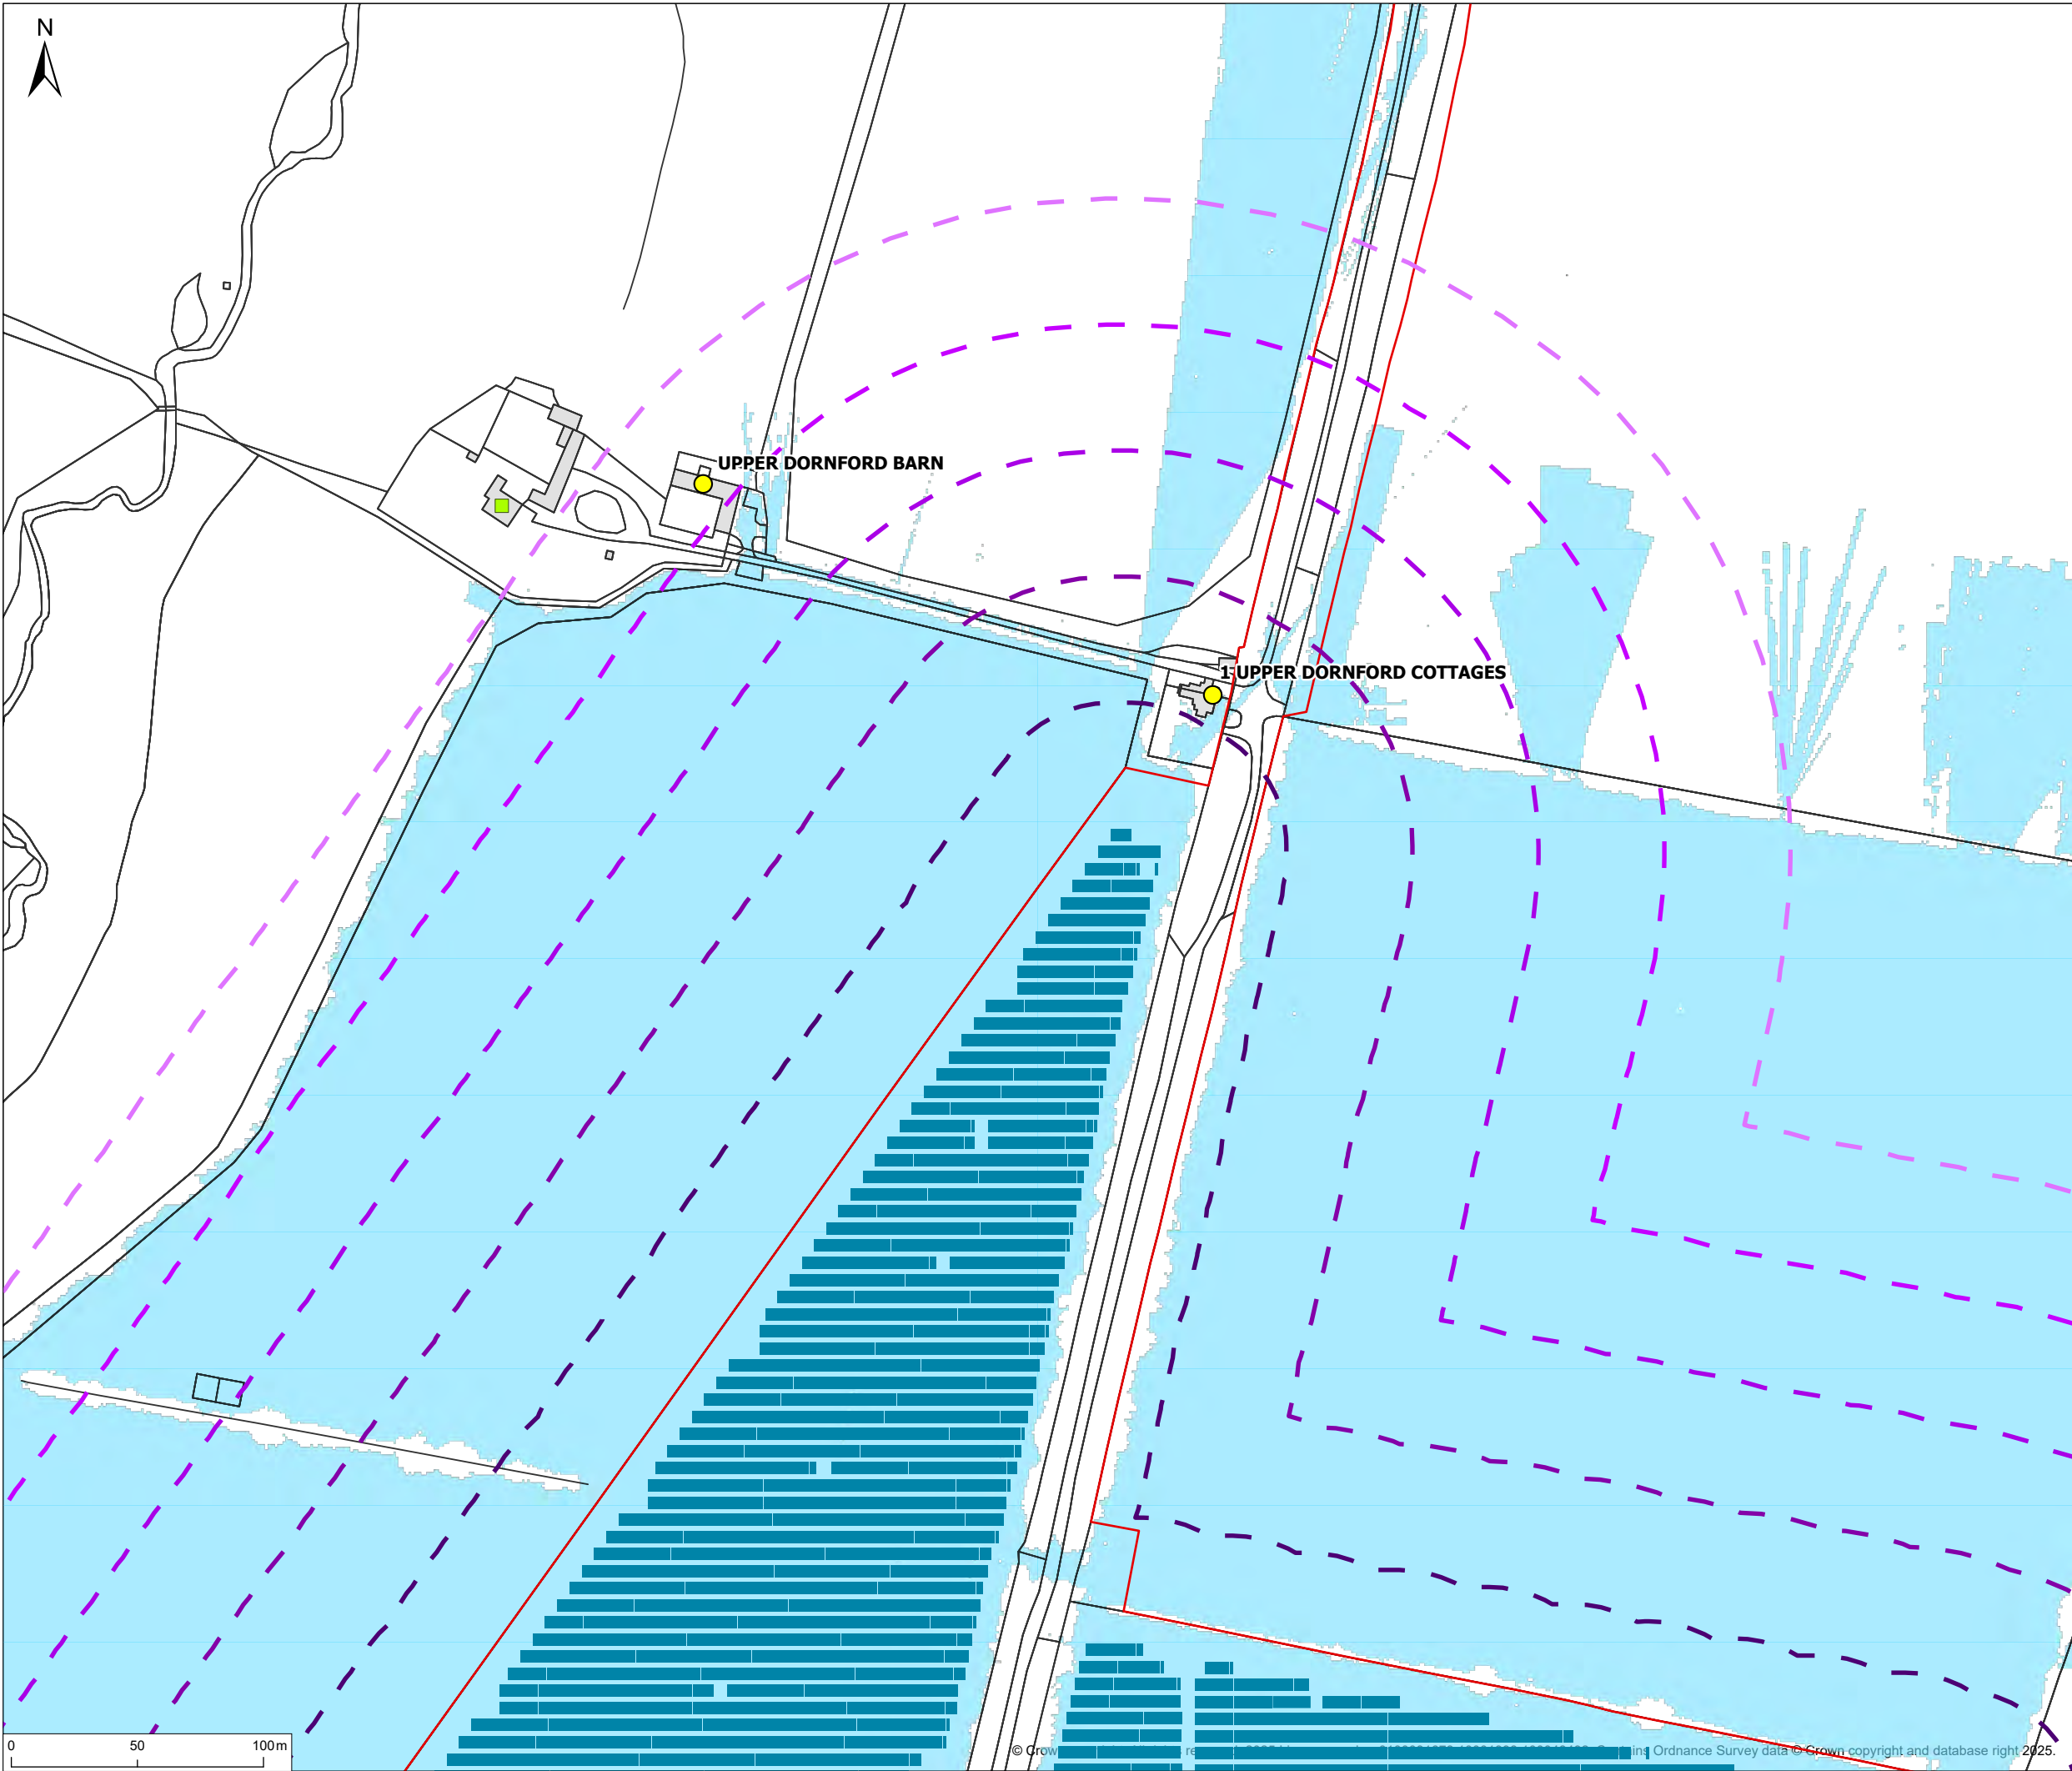 N
UPPER DORNFORD BARN
1 UPPER DORNFORD COTTAGES
0 50 100m
© Crown Ordnance Survey data © Crown copyright and database right 2025.